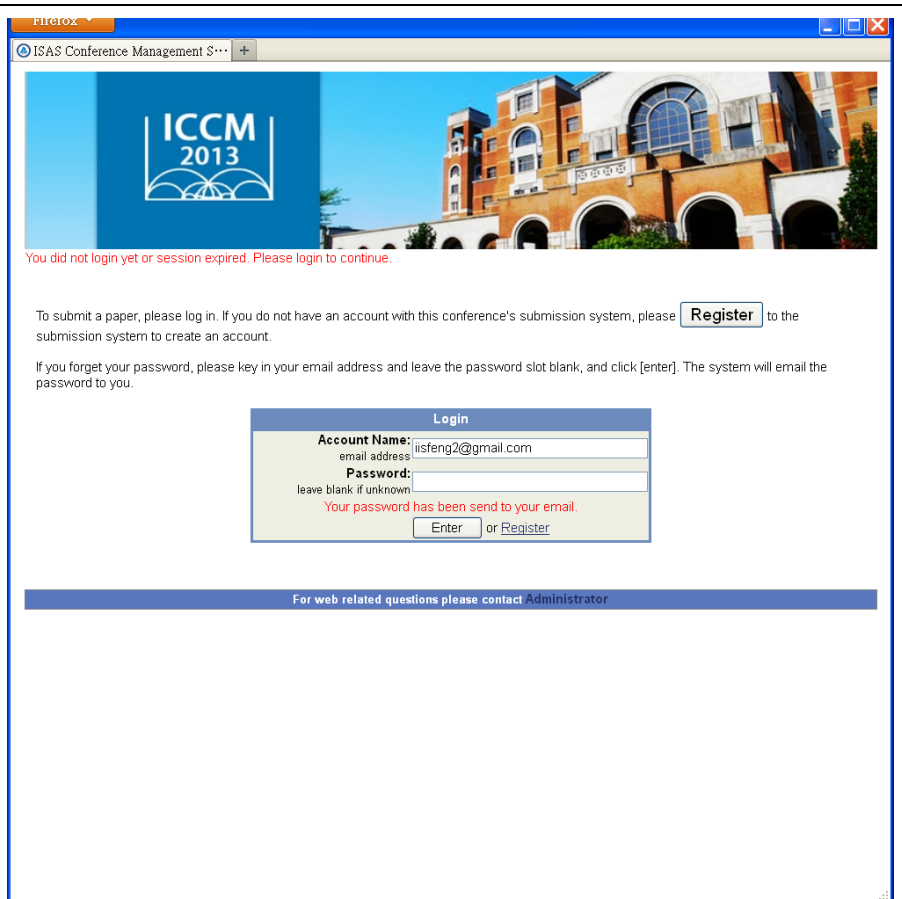 Firefox
ISAS Conference Management S⋯
+
ICCM
2013
You did not login yet or session expired. Please login to continue.
To submit a paper, please log in. If you do not have an account with this conference's submission system, please Register to the
submission system to create an account.
If you forget your password, please key in your email address and leave the password slot blank, and click [enter]. The system will email the
password to you.
Login
Account Name: iisfeng2@gmail.com
email address
Password:
leave blank if unknown
Your password has been send to your email.
Enter or Register
For web related questions please contact Administrator